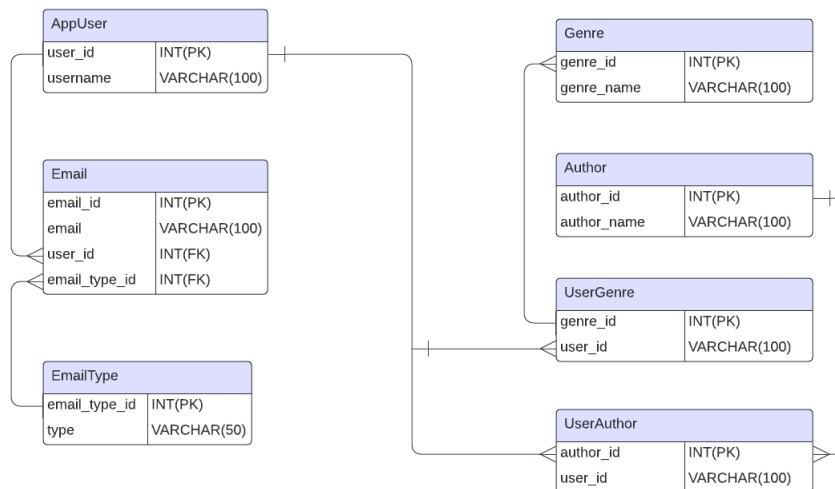 AppUser
user_id INT(PK)
username VARCHAR(100)
Email
email_id INT(PK)
email VARCHAR(100)
user_id INT(FK)
email_type_id INT(FK)
EmailType
email_type_id INT(PK)
type VARCHAR(50)
Genre
genre_id INT(PK)
genre_name VARCHAR(100)
Author
author_id INT(PK)
author_name VARCHAR(100)
UserGenre
genre_id INT(PK)
user_id VARCHAR(100)
UserAuthor
author_id INT(PK)
user_id VARCHAR(100)